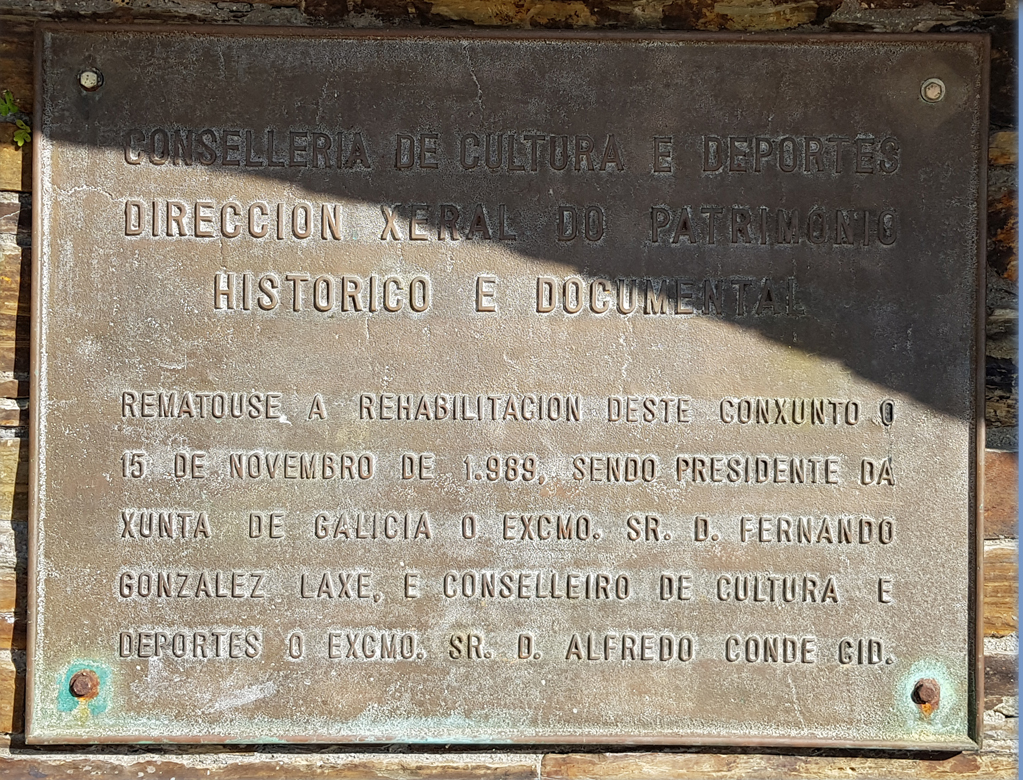 CONSELLERIA DE CULTURA E DEPORTES
DIRECCION XERAL DO PATRIMONIO
HISTORICO E DOCUMENTAL
REMATOUSE A REHABILITACION DESTE CONXUNTO O
15 DE NOVEMBRO DE 1.989, SENDO PRESIDENTE DA
XUNTA DE GALICIA O EXCMO. SR. D. FERNANDO
GONZALEZ LAXE, E CONSELLEIRO DE CULTURA E
DEPORTES O EXCMO. SR. D. ALFREDO CONDE CID.